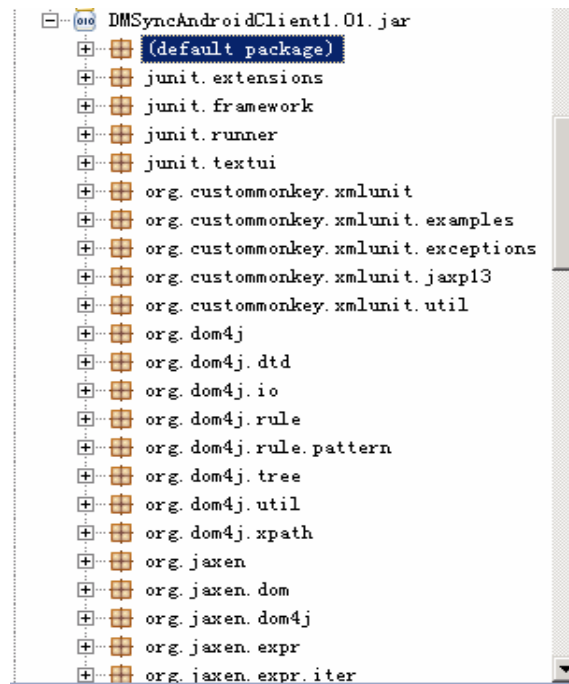 DMSyncAndroidClient1.01.jar
(default package)
junit.extensions
junit.framework
junit.runner
junit.textui
org.custommonkey.xmlunit
org.custommonkey.xmlunit.examples
org.custommonkey.xmlunit.exceptions
org.custommonkey.xmlunit.jaxp13
org.custommonkey.xmlunit.util
org.dom4j
org.dom4j.dtd
org.dom4j.io
org.dom4j.rule
org.dom4j.rule.pattern
org.dom4j.tree
org.dom4j.util
org.dom4j.xpath
org.jaxen
org.jaxen.dom
org.jaxen.dom4j
org.jaxen.expr
org.jaxen.expr.iter